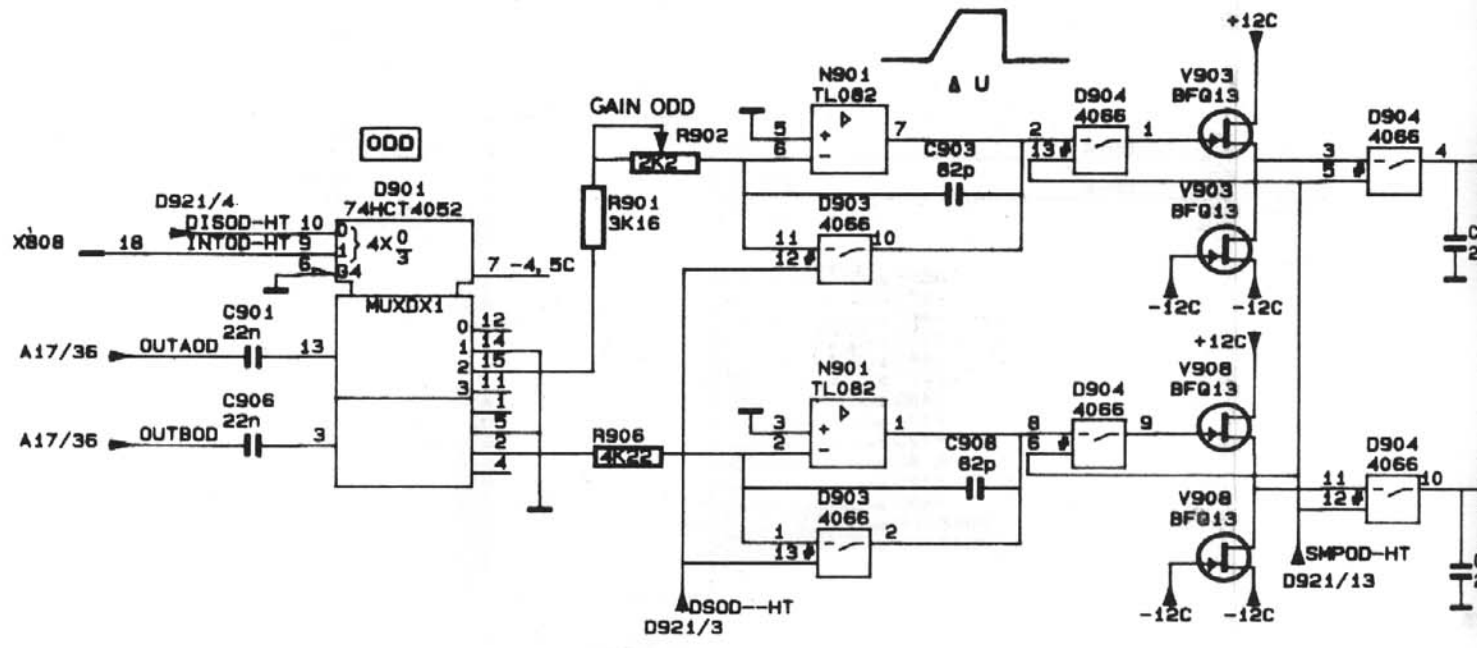 +12C
N901
TL082
Δ U
V903
BFQ13
D904
4066
D904
4066
GAIN ODD
R902
2K2
5
+
6
-
7
C903
62p
2
13 #
1
3
5 #
4
ODD
D901
74HCT4052
D921/4
DISOD-HT 10
0
X808
18
INTOD-HT 9
1
4X 0/3
6
G4
7 -4,5C
R901
3K16
D903
4066
11
12 #
10
V903
BFQ13
-12C
-12C
MUXDX1
C901
22n
A17/36
OUTAOD
13
0 12
1 14
2 15
3 11
1
5
2
4
C906
22n
A17/36
OUTBOD
3
R906
4K22
N901
TL082
3
+
2
-
1
C908
62p
8
6 #
D904
4066
9
+12C
V908
BFQ13
D904
4066
11
12 #
10
D903
4066
1
13 #
2
V908
BFQ13
-12C
-12C
SMPOD-HT
D921/13
DSOD--HT
D921/3